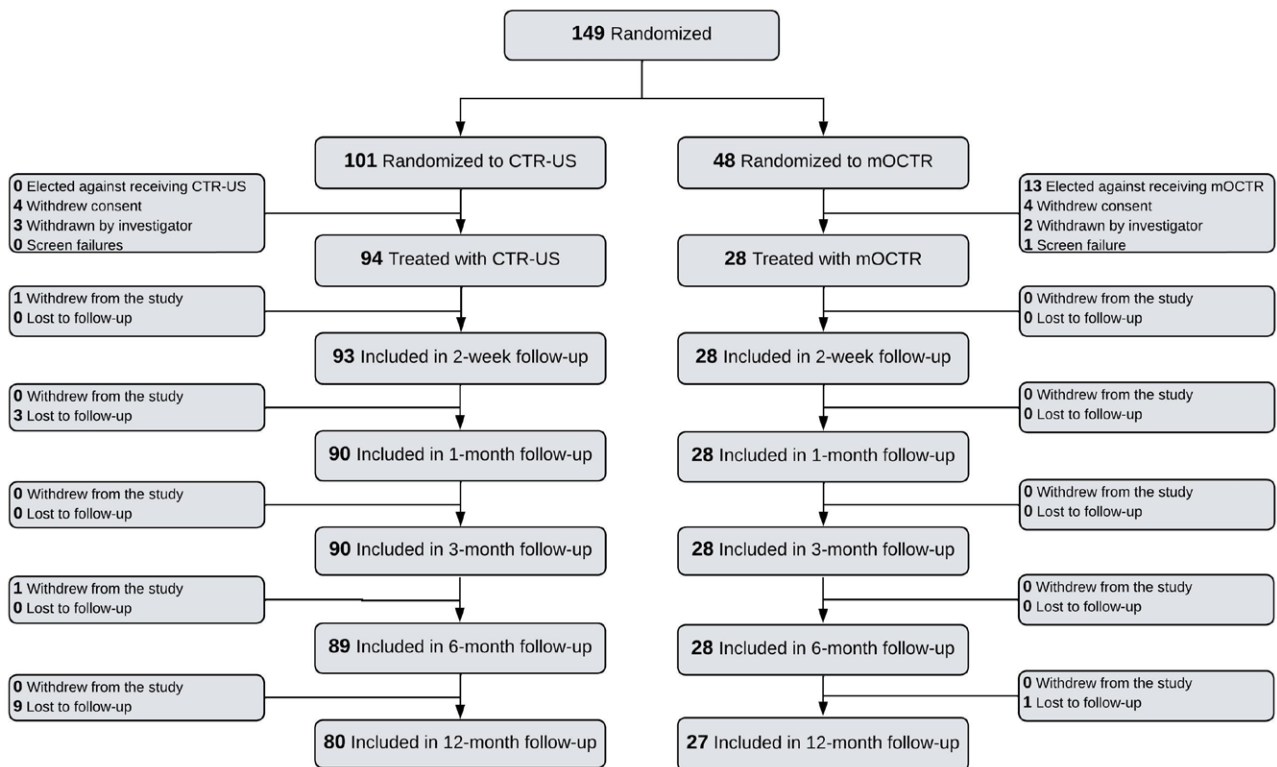 149 Randomized
101 Randomized to CTR-US
48 Randomized to mOCTR
0 Elected against receiving CTR-US
4 Withdrew consent
3 Withdrawn by investigator
0 Screen failures
13 Elected against receiving mOCTR
4 Withdrew consent
2 Withdrawn by investigator
1 Screen failure
94 Treated with CTR-US
28 Treated with mOCTR
1 Withdrew from the study
0 Lost to follow-up
0 Withdrew from the study
0 Lost to follow-up
93 Included in 2-week follow-up
28 Included in 2-week follow-up
0 Withdrew from the study
3 Lost to follow-up
0 Withdrew from the study
0 Lost to follow-up
90 Included in 1-month follow-up
28 Included in 1-month follow-up
0 Withdrew from the study
0 Lost to follow-up
0 Withdrew from the study
0 Lost to follow-up
90 Included in 3-month follow-up
28 Included in 3-month follow-up
1 Withdrew from the study
0 Lost to follow-up
0 Withdrew from the study
0 Lost to follow-up
89 Included in 6-month follow-up
28 Included in 6-month follow-up
0 Withdrew from the study
9 Lost to follow-up
0 Withdrew from the study
1 Lost to follow-up
80 Included in 12-month follow-up
27 Included in 12-month follow-up